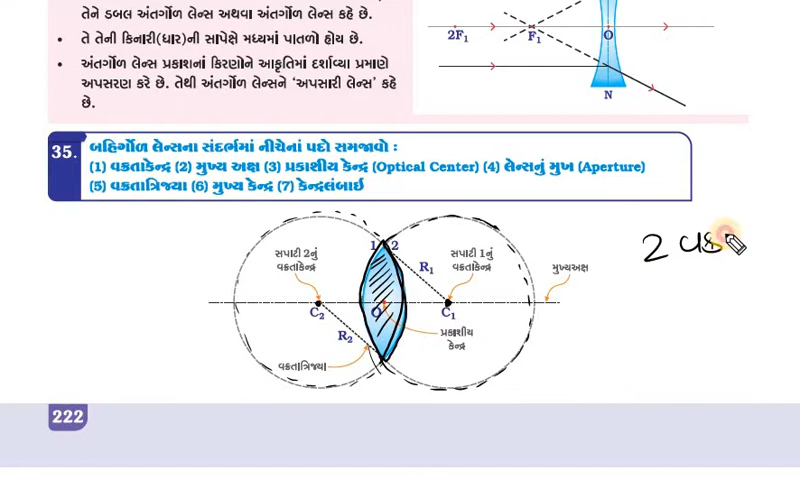 તેને ડબલ અંતર્ગોળ લેન્સ અથવા અંતર્ગોળ લેન્સ કહે છે.
• તે તેની કિનારી(ધાર)ની સાપેક્ષે મધ્યમાં પાતળો હોય છે.
• અંતર્ગોળ લેન્સ પ્રકાશનાં કિરણોને આકૃતિમાં દર્શાવ્યા પ્રમાણે
અપસરણ કરે છે. તેથી અંતર્ગોળ લેન્સને ‘અપસારી લેન્સ’ કહે
છે.
2F₁ F₁ O
N
35. બહિર્ગોળ લેન્સના સંદર્ભમાં નીચેનાં પદો સમજાવો :
(1) વક્રતાકેન્દ્ર (2) મુખ્ય અક્ષ (3) પ્રકાશીય કેન્દ્ર (Optical Center) (4) લેન્સનું મુખ (Aperture)
(5) વક્રતાત્રિજ્યા (6) મુખ્ય કેન્દ્ર (7) કેન્દ્રલંબાઇ
1 2
2 વક્ર
સપાટી 2નું
વક્રતાકેન્દ્ર
R₁
સપાટી 1નું
વક્રતાકેન્દ્ર
મુખ્યઅક્ષ
C₂ O C₁
R₂
પ્રકાશીય
કેન્દ્ર
વક્રતાત્રિજ્યા
222